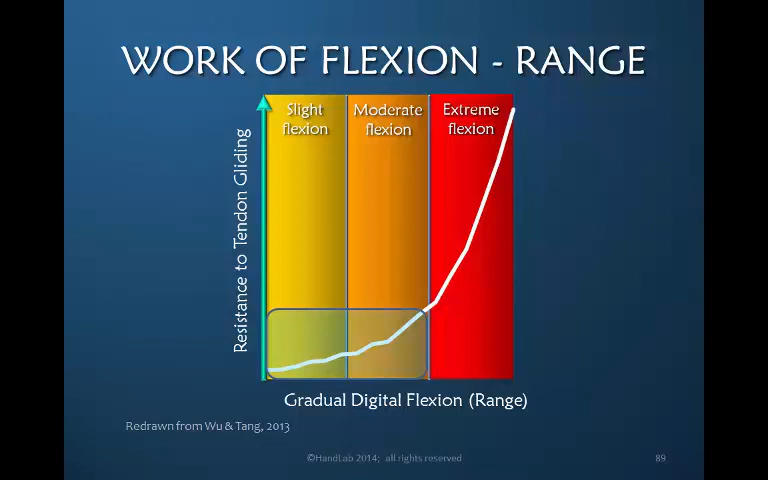 WORK OF FLEXION - RANGE
Slight
flexion
Moderate
flexion
Extreme
flexion
Resistance to Tendon Gliding
Gradual Digital Flexion (Range)
Redrawn from Wu & Tang, 2013
©HandLab 2014; all rights reserved
89